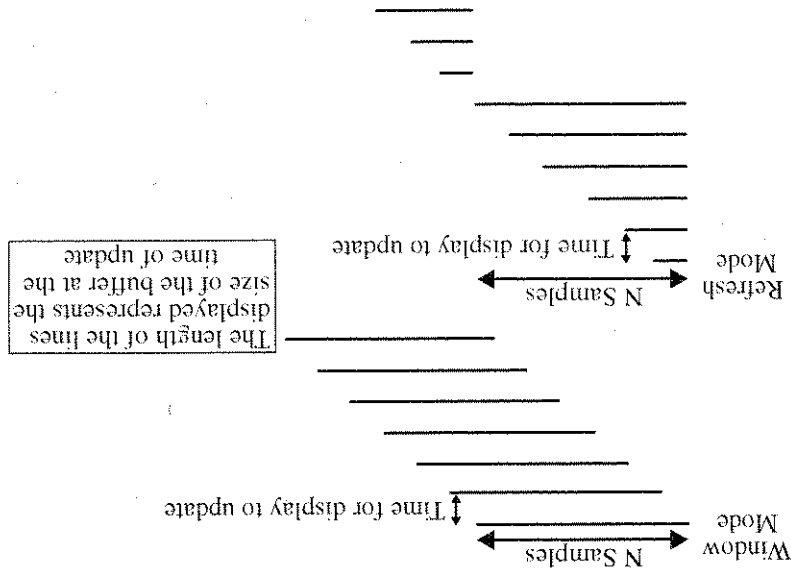 Window
Mode
N Samples
Time for display to update
The length of the lines
displayed represents the
size of the buffer at the
time of update
Refresh
Mode
N Samples
Time for display to update